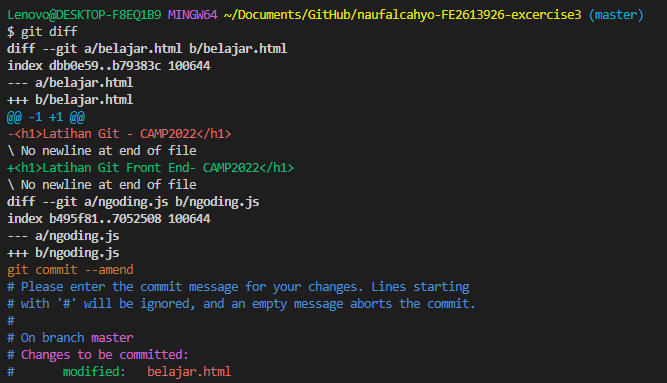 Lenovo@DESKTOP-F8EQ1B9 MINGW64 ~/Documents/GitHub/naufalcahyo-FE2613926-excercise3 (master)
$ git diff
diff --git a/belajar.html b/belajar.html
index dbb0e59..b79383c 100644
--- a/belajar.html
+++ b/belajar.html
@@ -1 +1 @@
-<h1>Latihan Git - CAMP2022</h1>
\ No newline at end of file
+<h1>Latihan Git Front End- CAMP2022</h1>
\ No newline at end of file
diff --git a/ngoding.js b/ngoding.js
index b495f81..7052508 100644
--- a/ngoding.js
+++ b/ngoding.js
git commit --amend
# Please enter the commit message for your changes. Lines starting
# with '#' will be ignored, and an empty message aborts the commit.
#
# On branch master
# Changes to be committed:
#       modified:   belajar.html